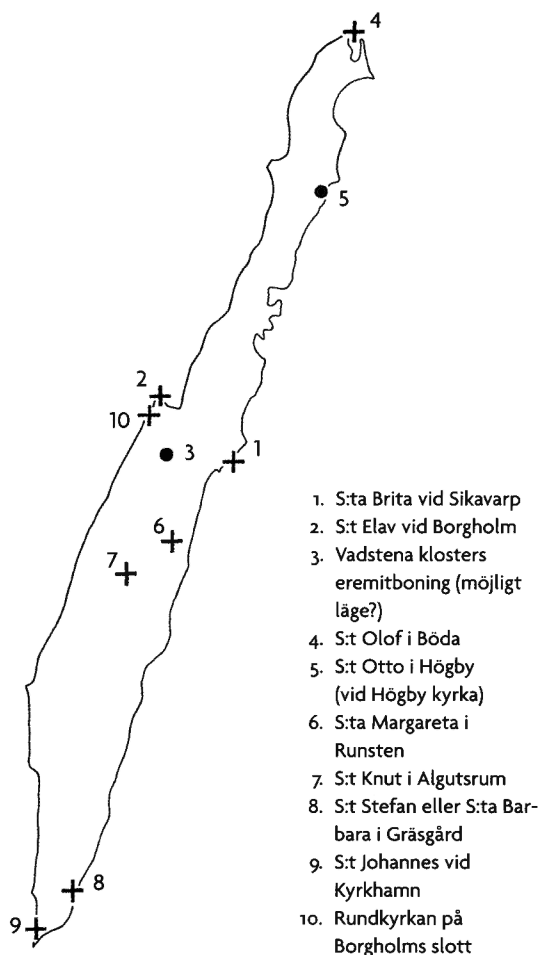 4
5
2
10
3
1
6
7
8
9
1. S:ta Brita vid Sikavarp
2. S:t Elav vid Borgholm
3. Vadstena klosters
eremitboning (möjligt
läge?)
4. S:t Olof i Böda
5. S:t Otto i Högby
(vid Högby kyrka)
6. S:ta Margareta i
Runsten
7. S:t Knut i Algutsrum
8. S:t Stefan eller S:ta Bar-
bara i Gräsgård
9. S:t Johannes vid
Kyrkhamn
10. Rundkyrkan på
Borgholms slott